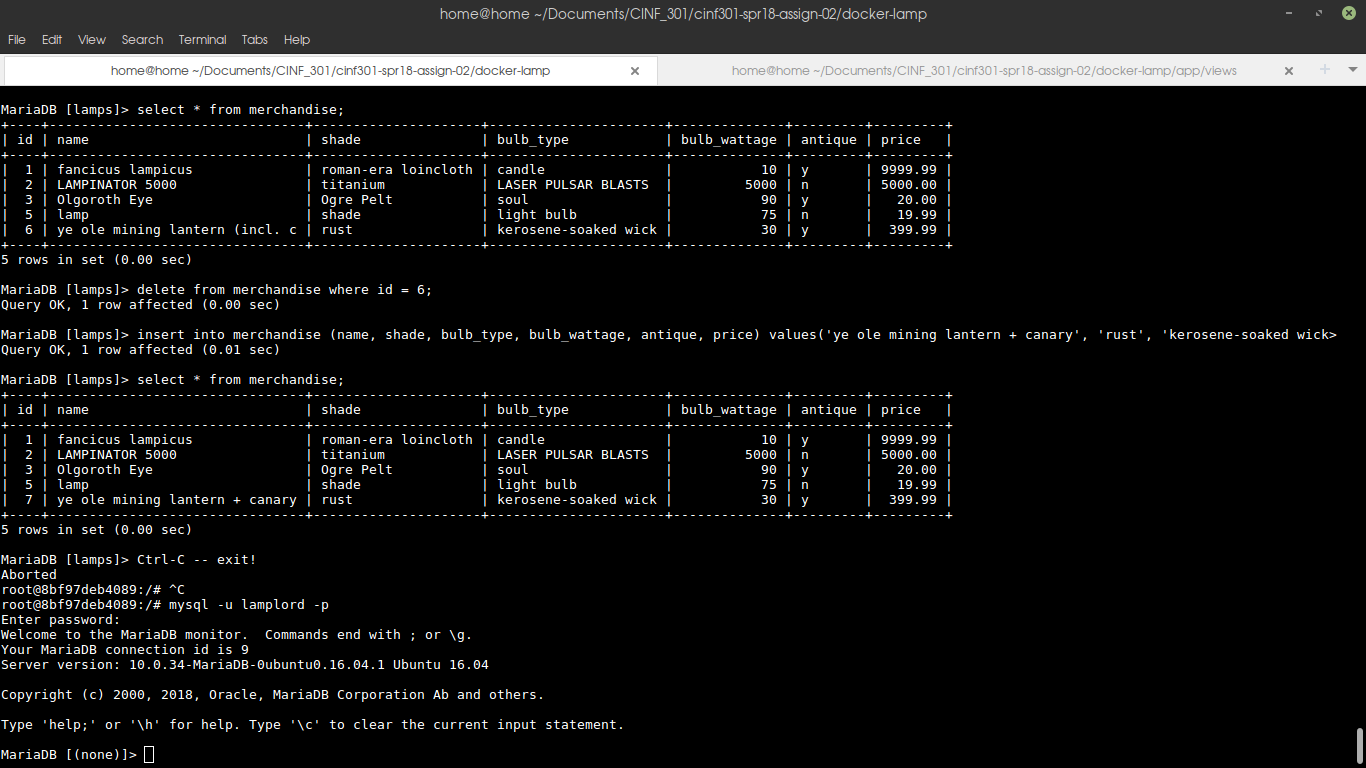 home@home ~/Documents/CINF_301/cinf301-spr18-assign-02/docker-lamp
File Edit View Search Terminal Tabs Help
home@home ~/Documents/CINF_301/cinf301-spr18-assign-02/docker-lamp × home@home ~/Documents/CINF_301/cinf301-spr18-assign-02/docker-lamp/app/views ×
MariaDB [lamps]> select * from merchandise;
+----+--------------------------------+---------------------+----------------------+--------------+---------+---------+
| id | name                           | shade               | bulb_type            | bulb_wattage | antique | price   |
+----+--------------------------------+---------------------+----------------------+--------------+---------+---------+
|  1 | fancicus lampicus              | roman-era loincloth | candle               |           10 | y       | 9999.99 |
|  2 | LAMPINATOR 5000                | titanium            | LASER PULSAR BLASTS  |         5000 | n       | 5000.00 |
|  3 | Olgoroth Eye                   | Ogre Pelt           | soul                 |           90 | y       |   20.00 |
|  5 | lamp                           | shade               | light bulb           |           75 | n       |   19.99 |
|  6 | ye ole mining lantern (incl. c | rust                | kerosene-soaked wick |           30 | y       |  399.99 |
+----+--------------------------------+---------------------+----------------------+--------------+---------+---------+
5 rows in set (0.00 sec)
MariaDB [lamps]> delete from merchandise where id = 6;
Query OK, 1 row affected (0.00 sec)
MariaDB [lamps]> insert into merchandise (name, shade, bulb_type, bulb_wattage, antique, price) values('ye ole mining lantern + canary', 'rust', 'kerosene-soaked wick>
Query OK, 1 row affected (0.01 sec)
MariaDB [lamps]> select * from merchandise;
+----+--------------------------------+---------------------+----------------------+--------------+---------+---------+
| id | name                           | shade               | bulb_type            | bulb_wattage | antique | price   |
+----+--------------------------------+---------------------+----------------------+--------------+---------+---------+
|  1 | fancicus lampicus              | roman-era loincloth | candle               |           10 | y       | 9999.99 |
|  2 | LAMPINATOR 5000                | titanium            | LASER PULSAR BLASTS  |         5000 | n       | 5000.00 |
|  3 | Olgoroth Eye                   | Ogre Pelt           | soul                 |           90 | y       |   20.00 |
|  5 | lamp                           | shade               | light bulb           |           75 | n       |   19.99 |
|  7 | ye ole mining lantern + canary | rust                | kerosene-soaked wick |           30 | y       |  399.99 |
+----+--------------------------------+---------------------+----------------------+--------------+---------+---------+
5 rows in set (0.00 sec)
MariaDB [lamps]> Ctrl-C -- exit!
Aborted
root@8bf97deb4089:/# ^C
root@8bf97deb4089:/# mysql -u lamplord -p
Enter password:
Welcome to the MariaDB monitor.  Commands end with ; or \g.
Your MariaDB connection id is 9
Server version: 10.0.34-MariaDB-0ubuntu0.16.04.1 Ubuntu 16.04
Copyright (c) 2000, 2018, Oracle, MariaDB Corporation Ab and others.
Type 'help;' or '\h' for help. Type '\c' to clear the current input statement.
MariaDB [(none)]>